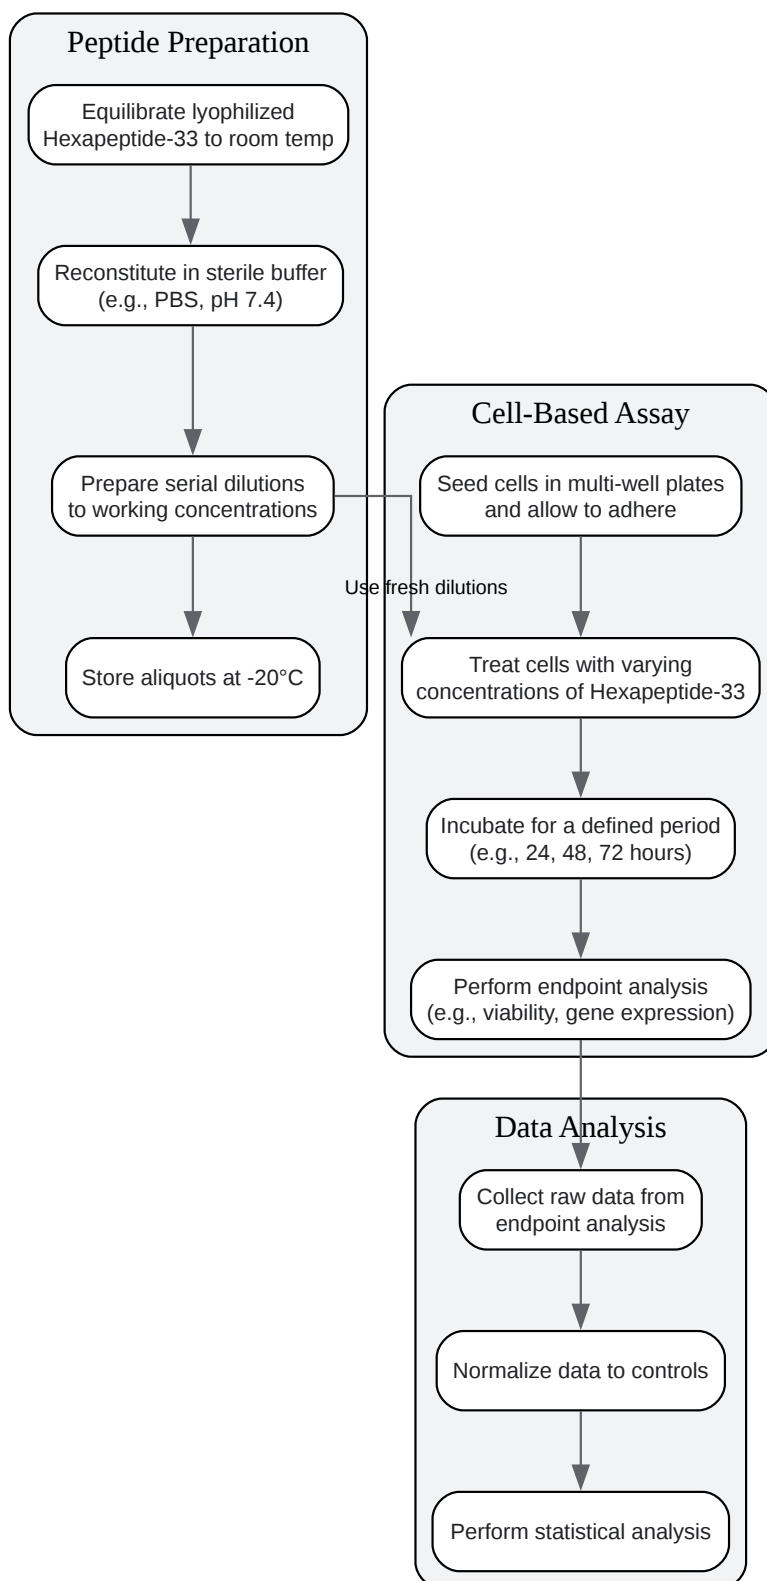 Peptide Preparation
Equilibrate lyophilized
Hexapeptide-33 to room temp
Reconstitute in sterile buffer
(e.g., PBS, pH 7.4)
Prepare serial dilutions
to working concentrations
Store aliquots at -20°C
Use fresh dilutions
Cell-Based Assay
Seed cells in multi-well plates
and allow to adhere
Treat cells with varying
concentrations of Hexapeptide-33
Incubate for a defined period
(e.g., 24, 48, 72 hours)
Perform endpoint analysis
(e.g., viability, gene expression)
Data Analysis
Collect raw data from
endpoint analysis
Normalize data to controls
Perform statistical analysis